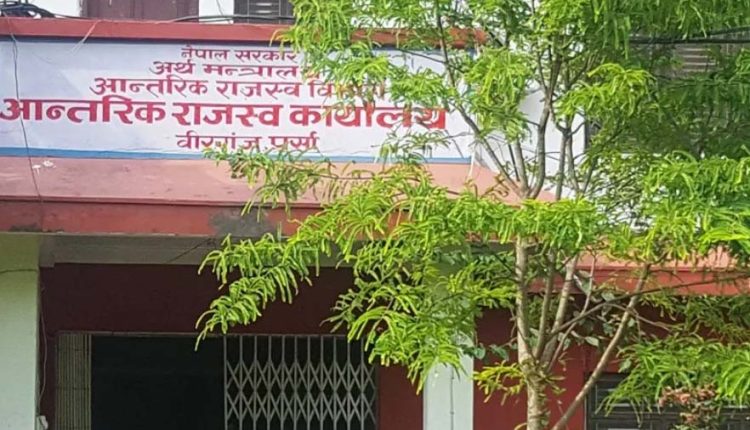 नेपाल सरकार
अर्थ मन्त्रालय
आन्तरिक राजस्व विभाग
आन्तरिक राजस्व कार्यालय
वीरगंज पर्सा